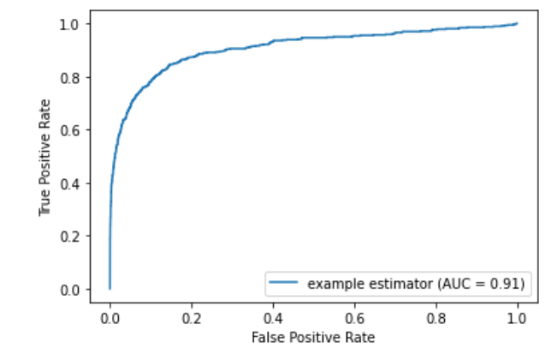 1.0
0.8
0.6
0.4
0.2
0.0
True Positive Rate
example estimator (AUC = 0.91)
0.0 0.2 0.4 0.6 0.8 1.0
False Positive Rate